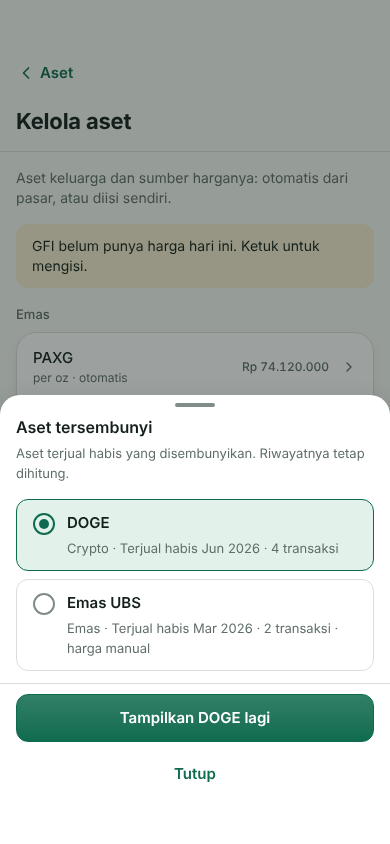 Aset
Kelola aset
Aset keluarga dan sumber harganya: otomatis dari
pasar, atau diisi sendiri.
GFI belum punya harga hari ini. Ketuk untuk
mengisi.
Emas
PAXG
Rp 74.120.000
per oz · otomatis
Aset tersembunyi
Aset terjual habis yang disembunyikan. Riwayatnya tetap
dihitung.
DOGE
Crypto · Terjual habis Jun 2026 · 4 transaksi
Emas UBS
Emas · Terjual habis Mar 2026 · 2 transaksi ·
harga manual
Tampilkan DOGE lagi
Tutup